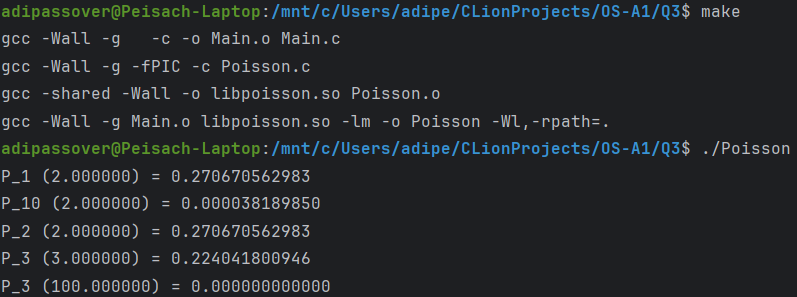 adipassover@Peisach-Laptop:/mnt/c/Users/adipe/CLionProjects/OS-A1/Q3$ make
gcc -Wall -g   -c -o Main.o Main.c
gcc -Wall -g -fPIC -c Poisson.c
gcc -shared -Wall -o libpoisson.so Poisson.o
gcc -Wall -g Main.o libpoisson.so -lm -o Poisson -Wl,-rpath=.
adipassover@Peisach-Laptop:/mnt/c/Users/adipe/CLionProjects/OS-A1/Q3$ ./Poisson
P_1 (2.000000) = 0.270670562983
P_10 (2.000000) = 0.000038189850
P_2 (2.000000) = 0.270670562983
P_3 (3.000000) = 0.224041800946
P_3 (100.000000) = 0.000000000000